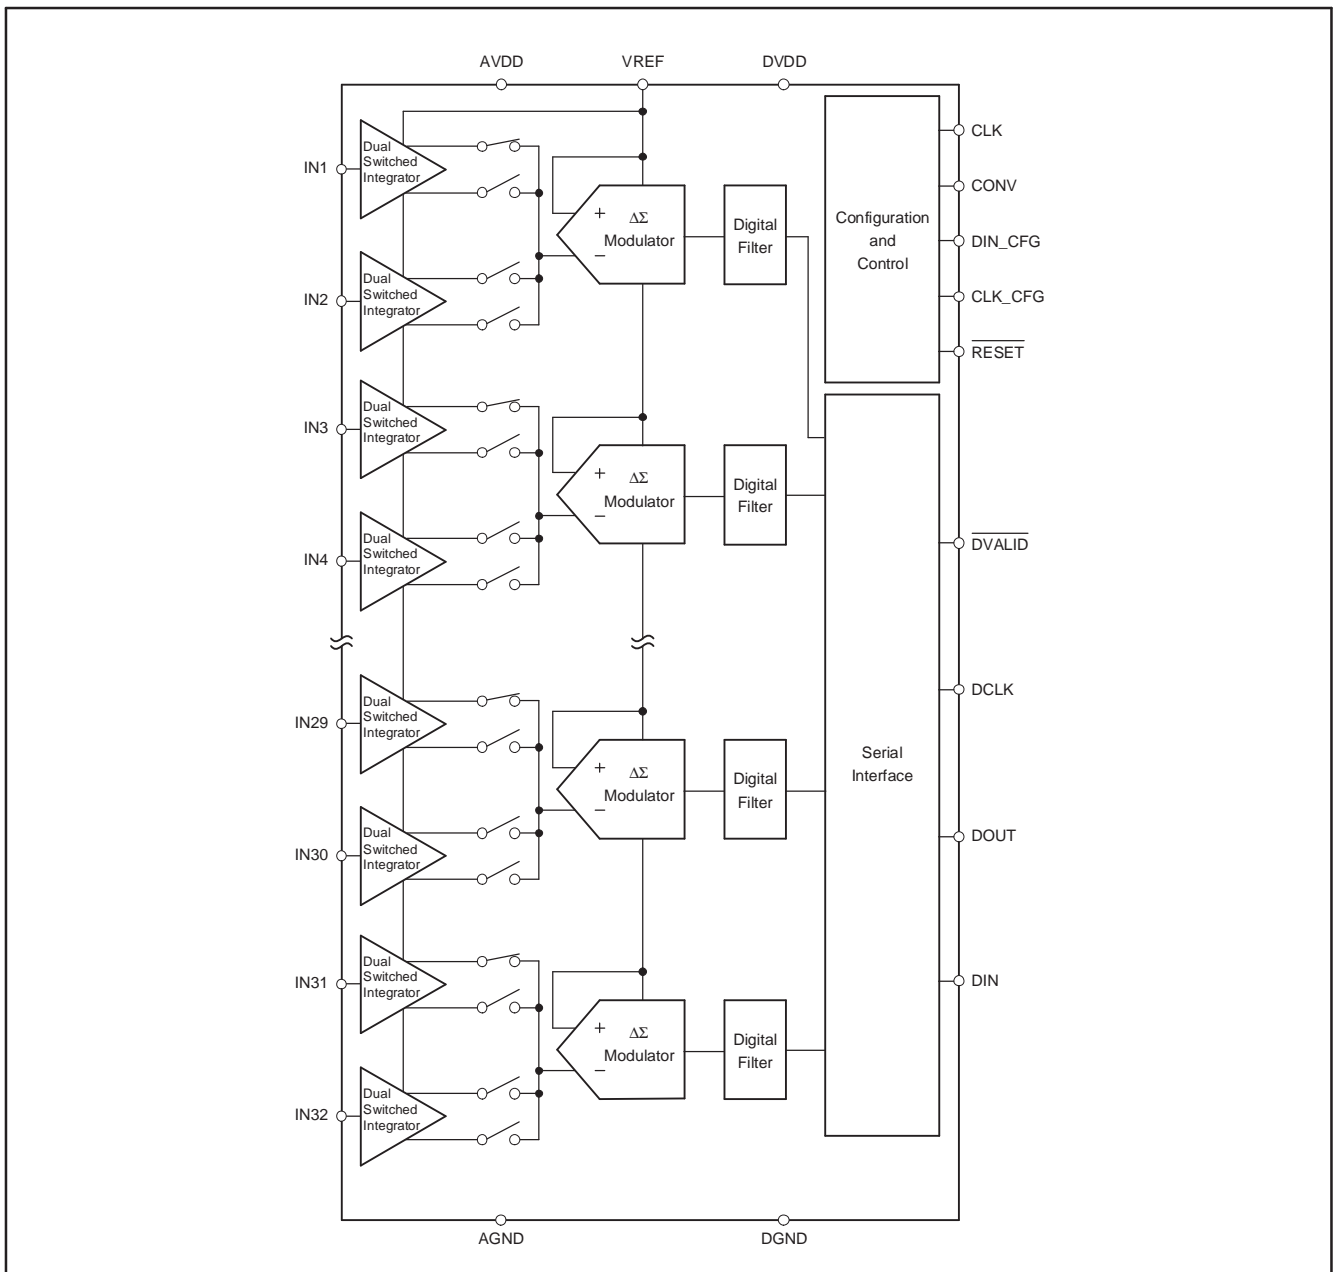 AVDD
VREF
DVDD
IN1
Dual
Switched
Integrator
+
ΔΣ
Modulator
−
Digital
Filter
Configuration
and
Control
CLK
CONV
DIN_CFG
CLK_CFG
RESET
IN2
Dual
Switched
Integrator
IN3
Dual
Switched
Integrator
+
ΔΣ
Modulator
−
Digital
Filter
IN4
Dual
Switched
Integrator
DVALID
IN29
Dual
Switched
Integrator
+
ΔΣ
Modulator
−
Digital
Filter
Serial
Interface
DCLK
DOUT
DIN
IN30
Dual
Switched
Integrator
IN31
Dual
Switched
Integrator
+
ΔΣ
Modulator
−
Digital
Filter
IN32
Dual
Switched
Integrator
AGND
DGND